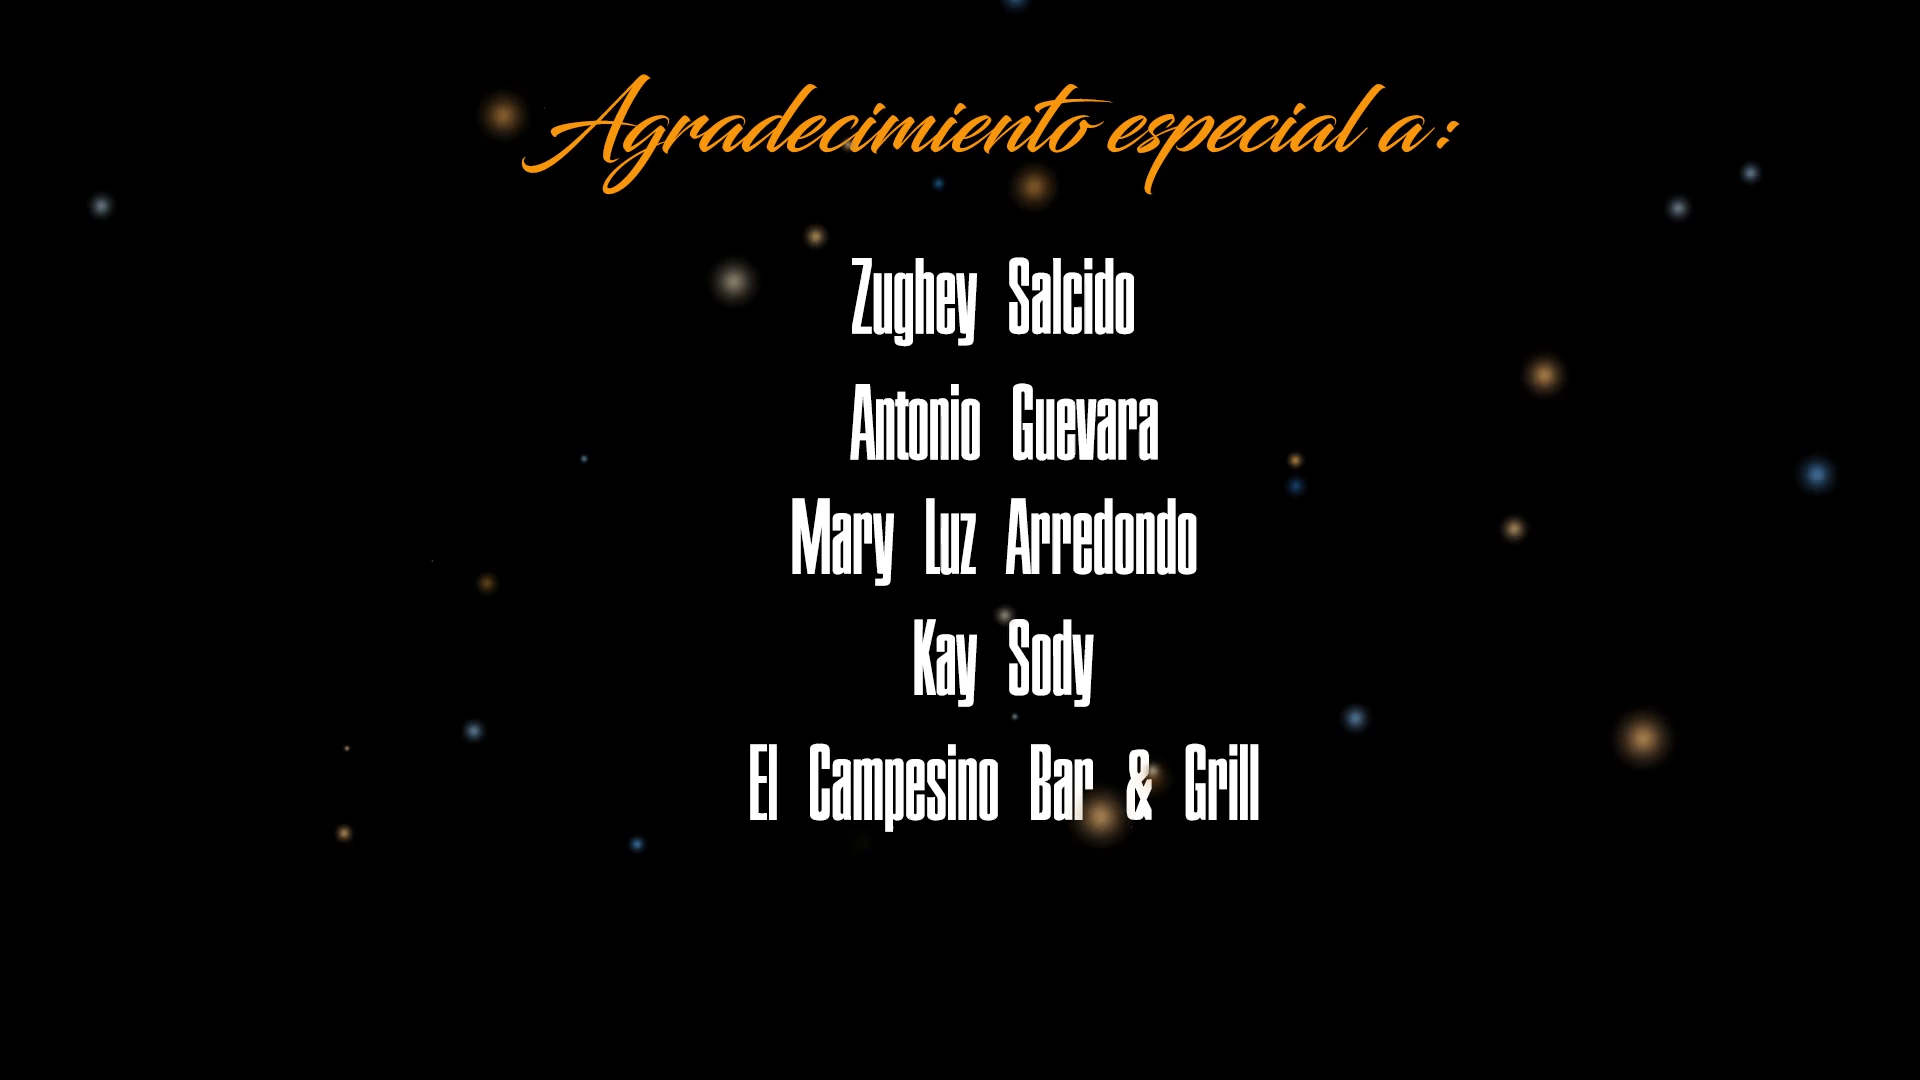 Agradecimiento especial a:
Zughey Salcido
Antonio Guevara
Mary Luz Arredondo
Kay Sody
El Campesino Bar & Grill